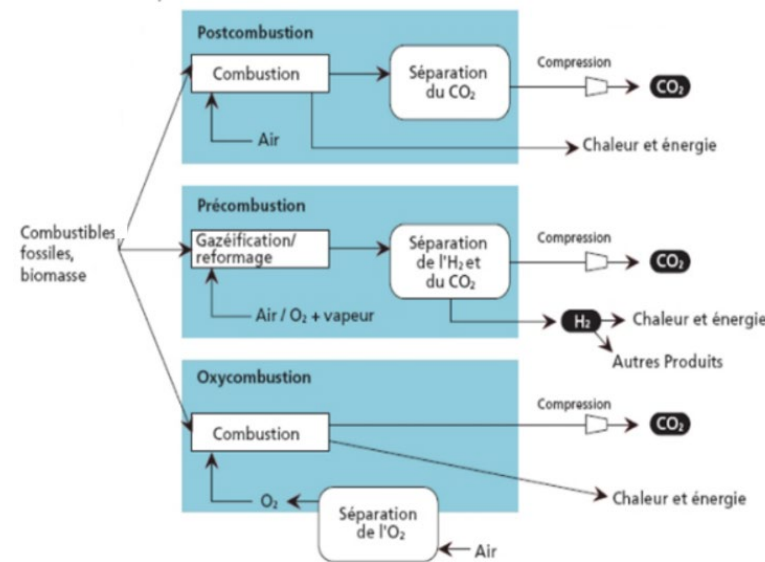 Postcombustion
Combustion
Séparation
du CO₂
Compression
CO₂
Air
Chaleur et énergie
Combustibles
fossiles,
biomasse
Précombustion
Gazéification/
reformage
Séparation
de l'H₂ et
du CO₂
Compression
CO₂
Air / O₂ + vapeur
H₂
Chaleur et énergie
Autres Produits
Oxycombustion
Combustion
Compression
CO₂
O₂
Chaleur et énergie
Séparation
de l'O₂
Air